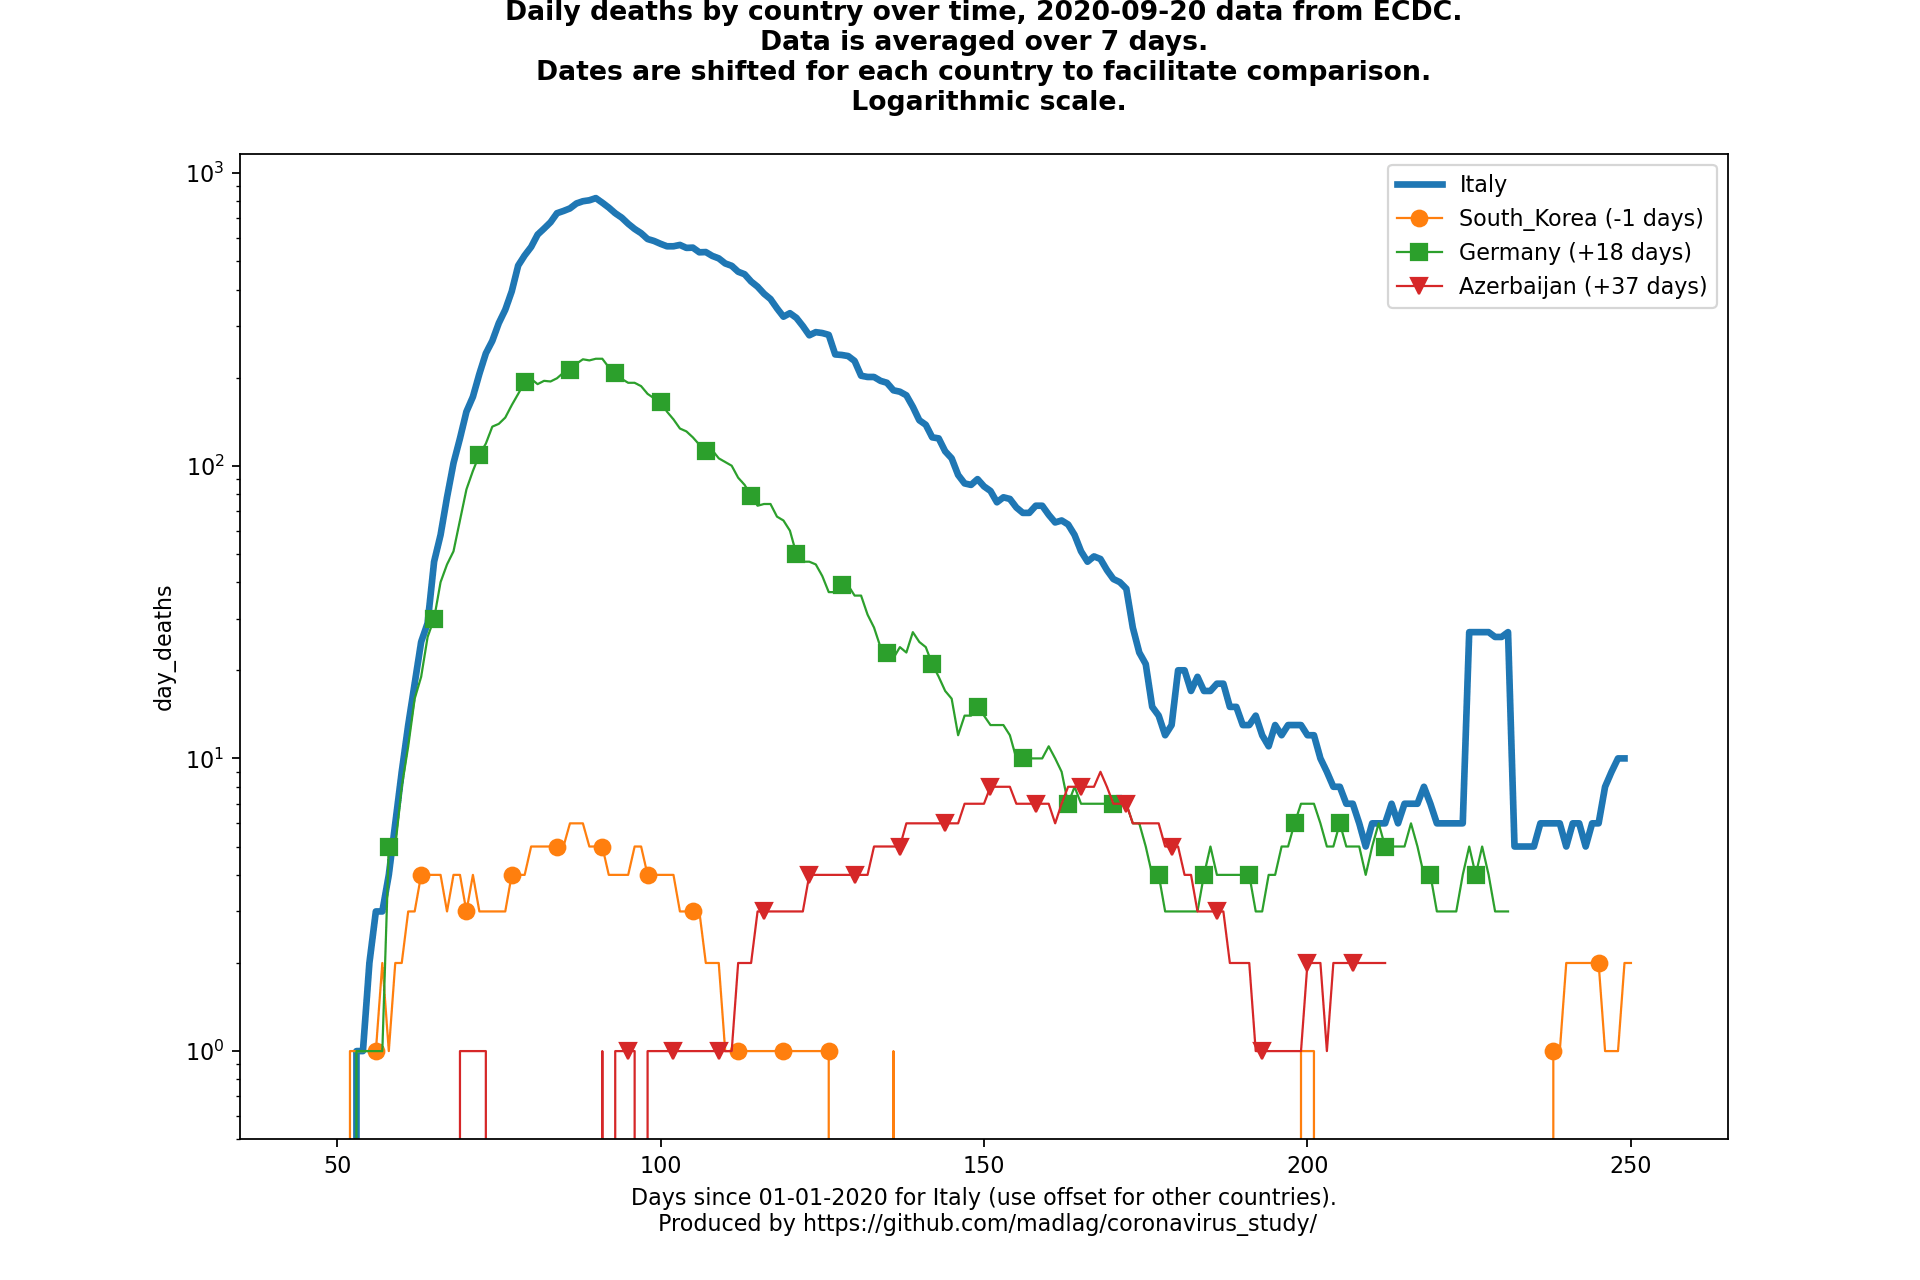 Daily deaths by country over time, 2020-09-20 data from ECDC.
Data is averaged over 7 days.
Dates are shifted for each country to facilitate comparison.
Logarithmic scale.
10³
10²
10¹
10⁰
day_deaths
Italy
South_Korea (-1 days)
Germany (+18 days)
Azerbaijan (+37 days)
50
100
150
200
250
Days since 01-01-2020 for Italy (use offset for other countries).
Produced by https://github.com/madlag/coronavirus_study/